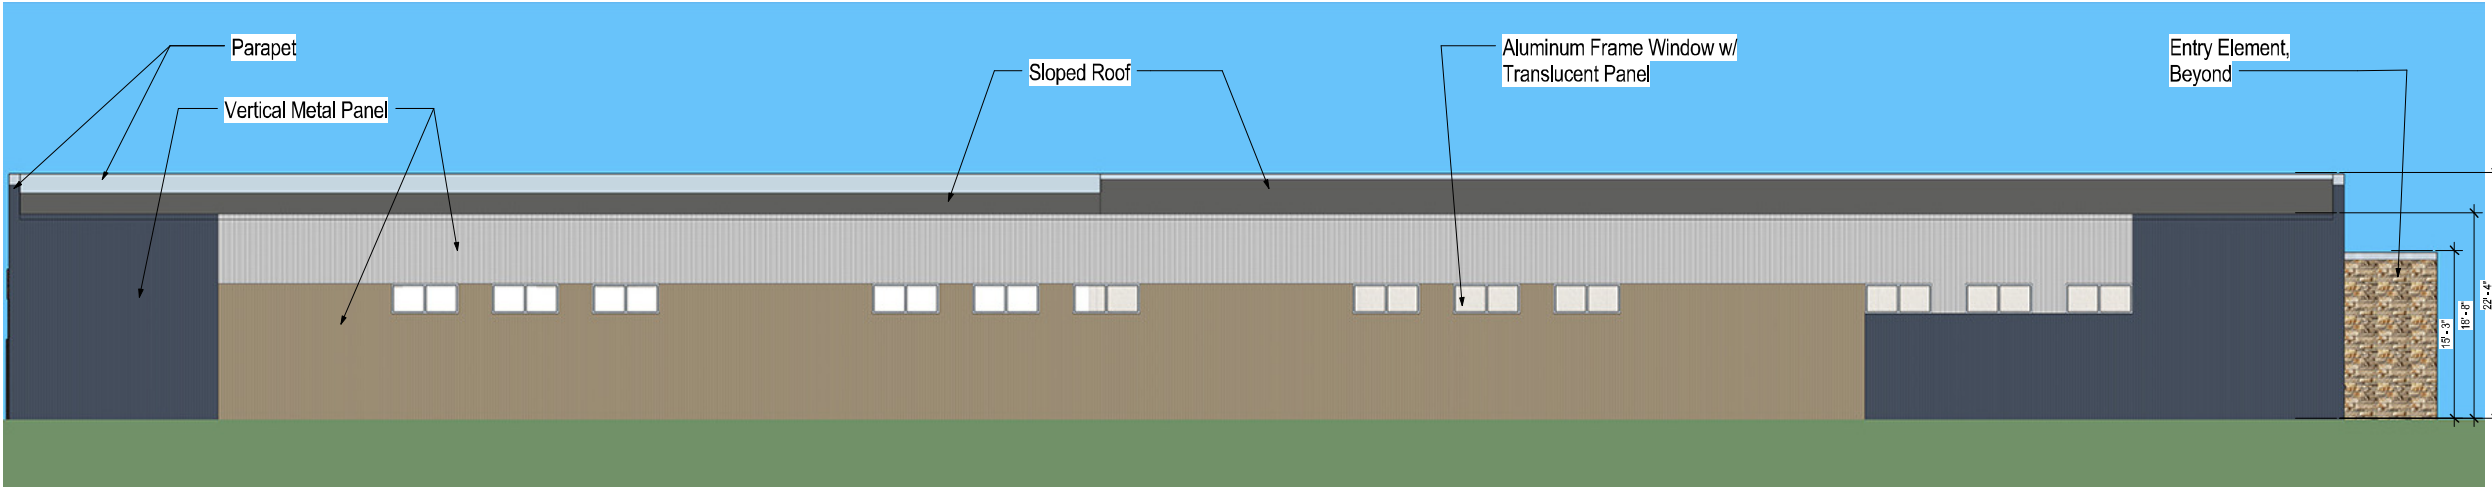 Parapet
Vertical Metal Panel
Sloped Roof
Aluminum Frame Window w/
Translucent Panel
Entry Element,
Beyond
15' - 3"
18' - 8"
22' - 4"